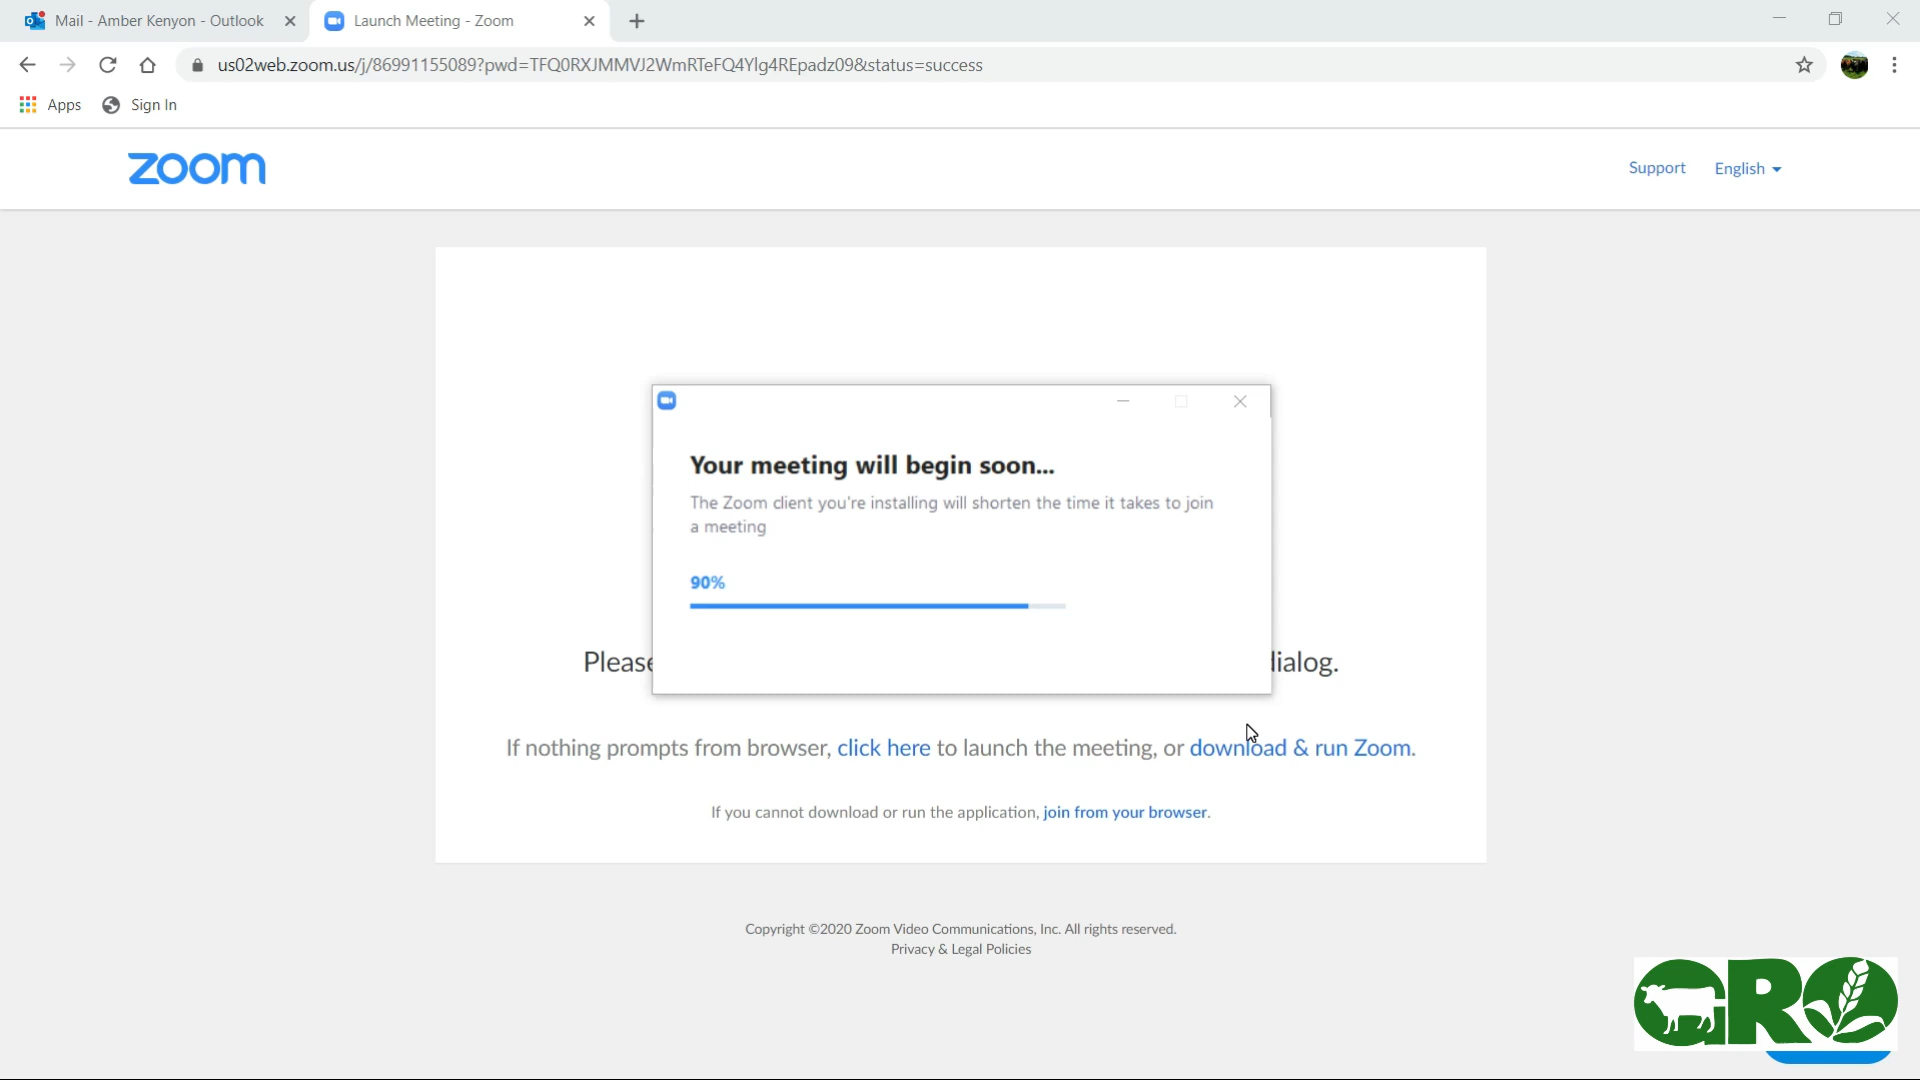 Mail - Amber Kenyon - Outlook
Launch Meeting - Zoom
us02web.zoom.us/j/86991155089?pwd=TFQ0RXJMMVJ2WmRTeFQ4Ylg4REpadz09&status=success
Apps
Sign In
zoom
Support
English
Your meeting will begin soon...
The Zoom client you're installing will shorten the time it takes to join
a meeting
90%
Please
dialog.
If nothing prompts from browser, click here to launch the meeting, or download & run Zoom.
If you cannot download or run the application, join from your browser.
Copyright ©2020 Zoom Video Communications, Inc. All rights reserved.
Privacy & Legal Policies
GRO